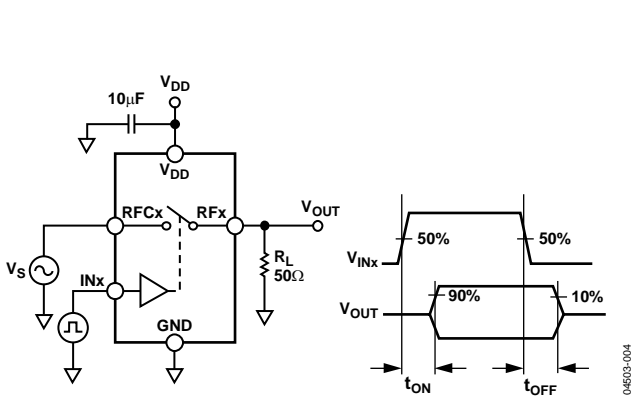 VDD
10μF
VDD
RFCx
RFx
VOUT
VS
INx
RL
50Ω
GND
VINx
50%
50%
VOUT
90%
10%
tON
tOFF
04503-004